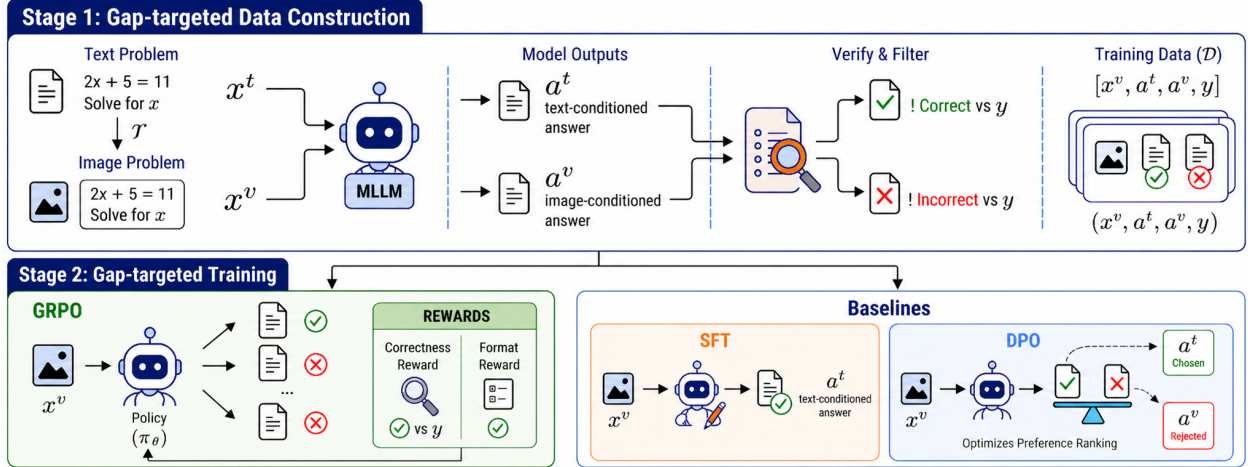 Stage 1: Gap-targeted Data Construction
Text Problem
2x + 5 = 11
Solve for x
r
Image Problem
2x + 5 = 11
Solve for x
x^t
x^v
MLLM
Model Outputs
a^t
text-conditioned
answer
a^v
image-conditioned
answer
Verify & Filter
! Correct vs y
! Incorrect vs y
Training Data (𝒟)
[x^v, a^t, a^v, y]
(x^v, a^t, a^v, y)
Stage 2: Gap-targeted Training
GRPO
x^v
Policy
(π_θ)
...
REWARDS
Correctness
Reward
vs y
Format
Reward
Baselines
SFT
x^v
a^t
text-conditioned
answer
DPO
x^v
Optimizes Preference Ranking
a^t
Chosen
a^v
Rejected